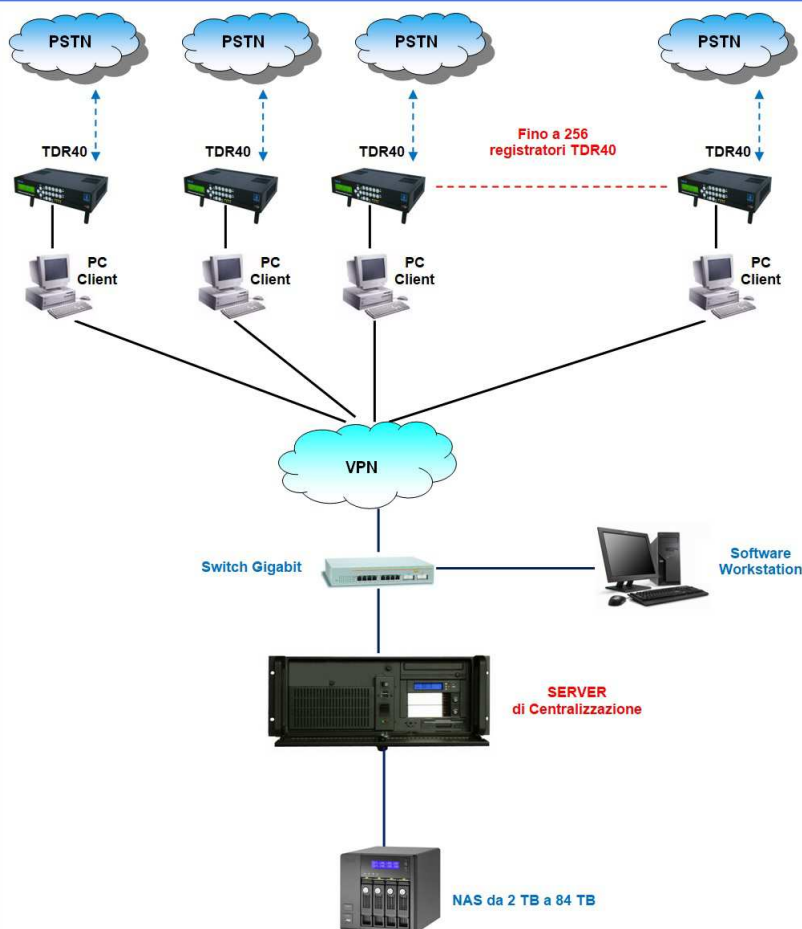 PSTN
PSTN
PSTN
PSTN
Fino a 256
registratori TDR40
TDR40
TDR40
TDR40
TDR40
PC
Client
PC
Client
PC
Client
PC
Client
VPN
Switch Gigabit
Software
Workstation
SERVER
di Centralizzazione
NAS da 2 TB a 84 TB